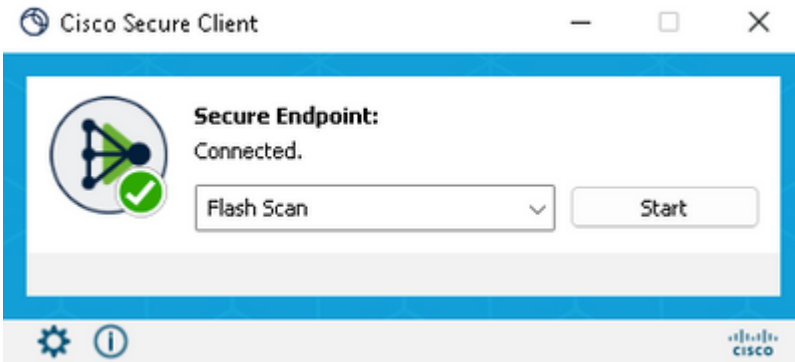 Cisco Secure Client
Secure Endpoint:
Connected.
Flash Scan
Start
cisco